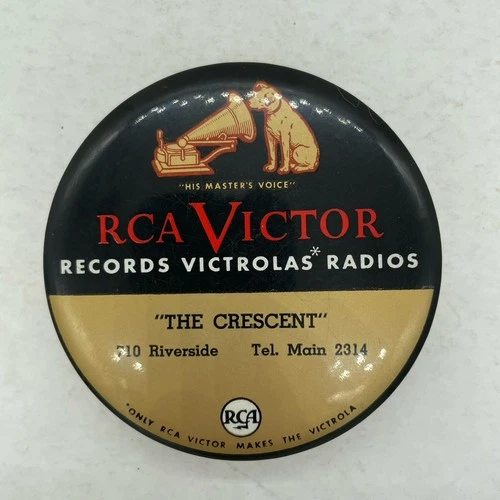 "HIS MASTER'S VOICE"
RCA VICTOR
RECORDS VICTROLAS* RADIOS
"THE CRESCENT"
710 Riverside Tel. Main 2314
RCA
*ONLY RCA VICTOR MAKES THE VICTROLA